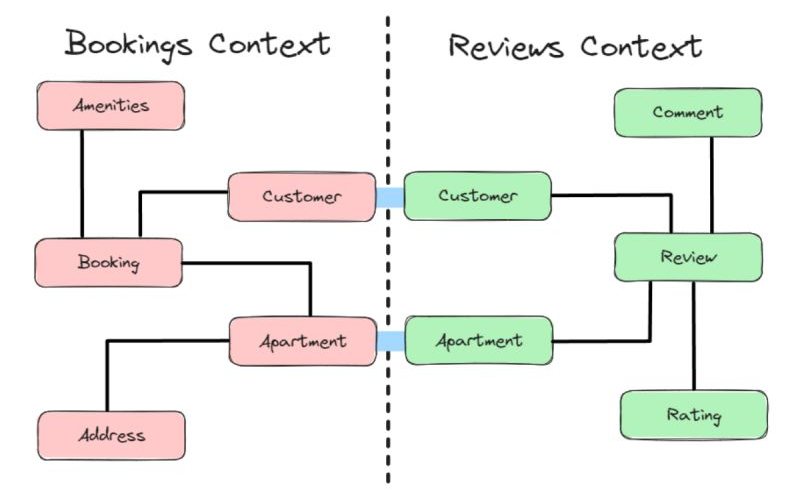 Bookings Context
Reviews Context
Amenities
Comment
Customer
Customer
Booking
Review
Apartment
Apartment
Address
Rating